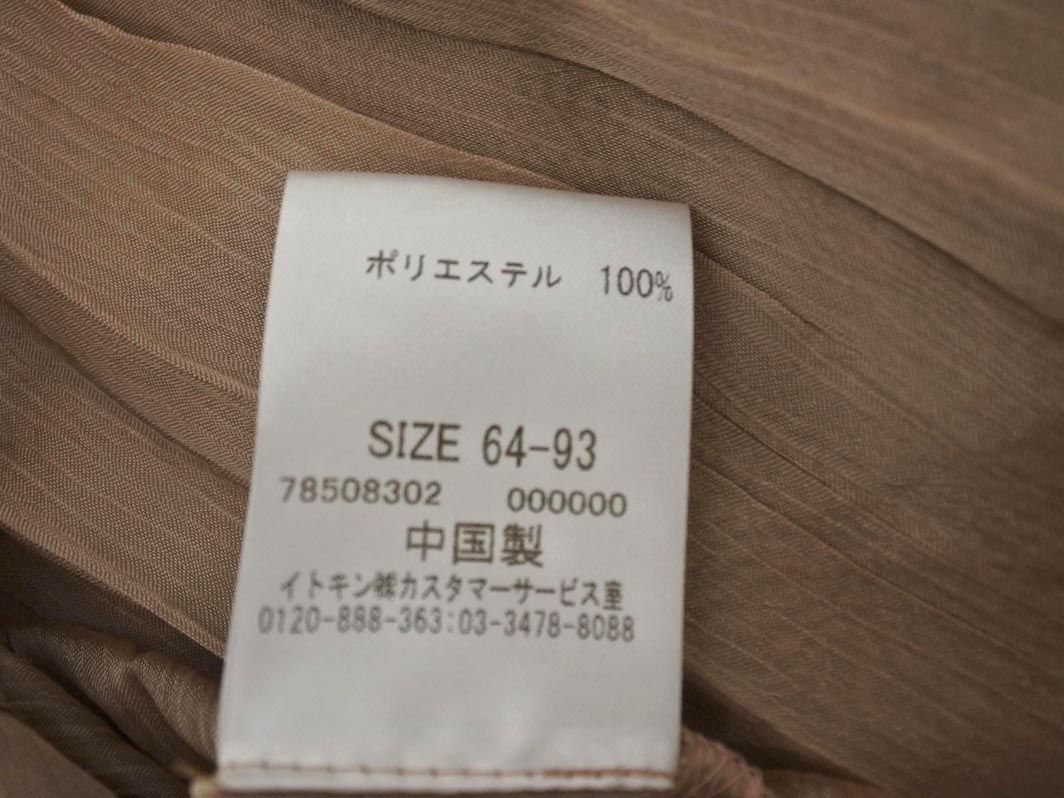 ポリエステル 100%
SIZE 64-93
78508302 000000
中国製
イトキン㈱カスタマーサービス室
0120-888-363:03-3478-8088